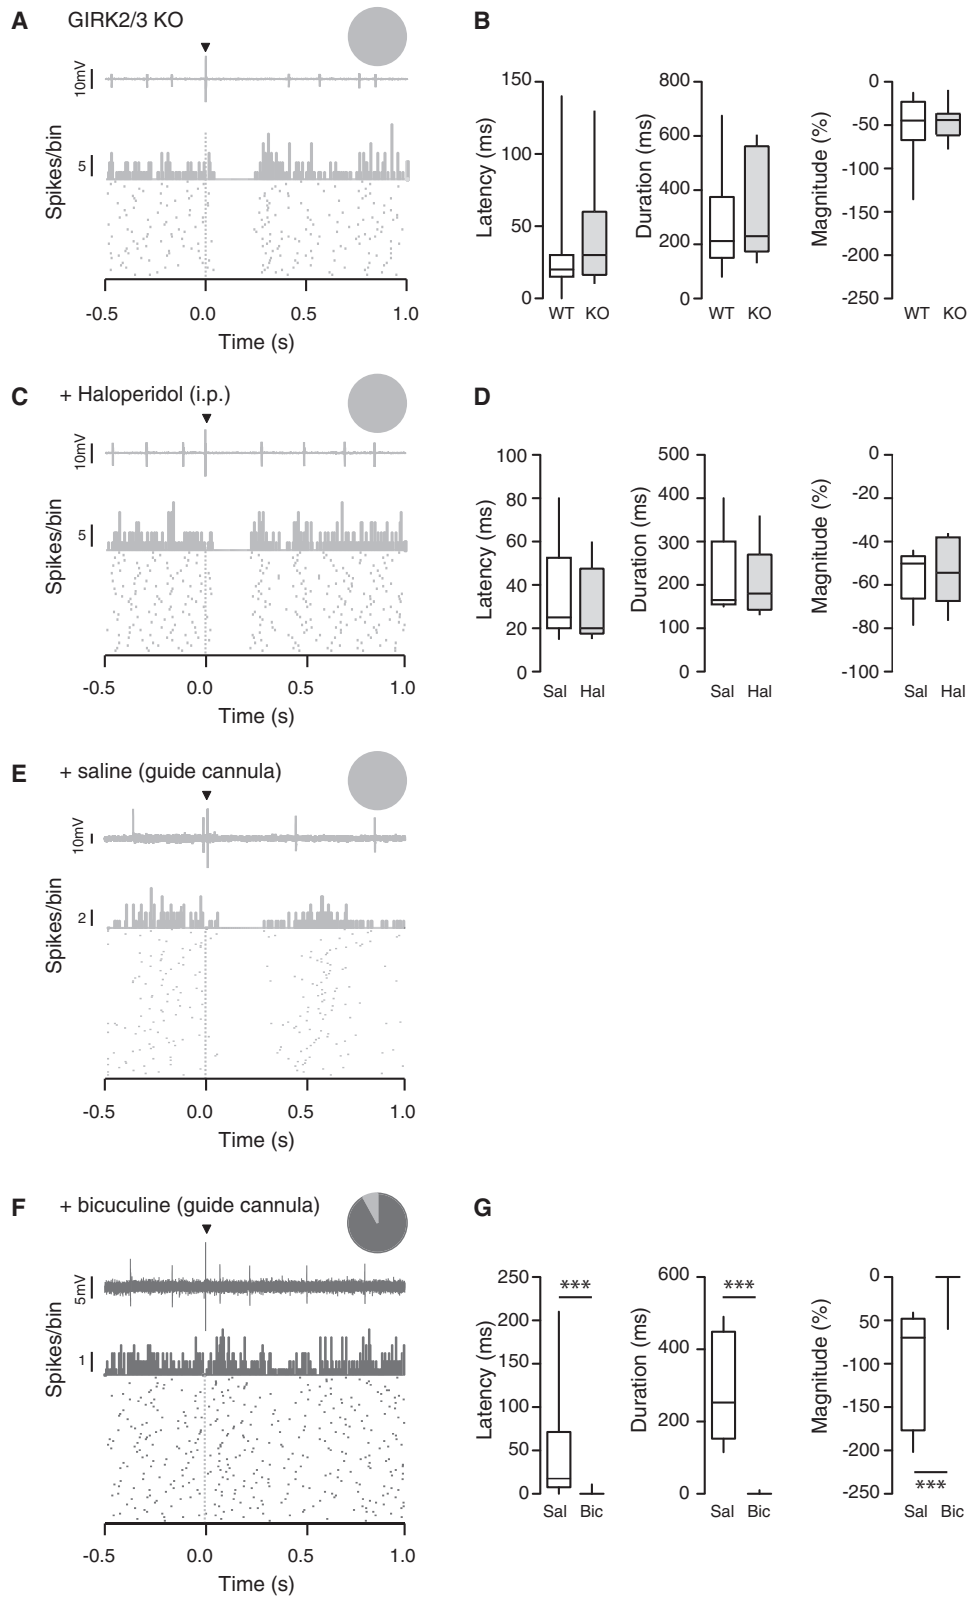 A GIRK2/3 KO
10mV
Spikes/bin
5
-0.5 0.0 0.5 1.0
Time (s)
B
Latency (ms)
150
100
50
0
WT KO
Duration (ms)
800
600
400
200
0
WT KO
Magnitude (%)
0
-50
-100
-150
-200
-250
WT KO
C + Haloperidol (i.p.)
10mV
Spikes/bin
5
-0.5 0.0 0.5 1.0
Time (s)
D
Latency (ms)
100
80
60
40
20
0
Sal Hal
Duration (ms)
500
400
300
200
100
0
Sal Hal
Magnitude (%)
0
-20
-40
-60
-80
-100
Sal Hal
E + saline (guide cannula)
10mV
Spikes/bin
2
-0.5 0.0 0.5 1.0
Time (s)
F + bicuculine (guide cannula)
5mV
Spikes/bin
1
-0.5 0.0 0.5 1.0
Time (s)
G
Latency (ms)
250
200
150
100
50
0
***
Sal Bic
Duration (ms)
600
400
200
0
***
Sal Bic
Magnitude (%)
0
50
-100
-150
-200
-250
***
Sal Bic